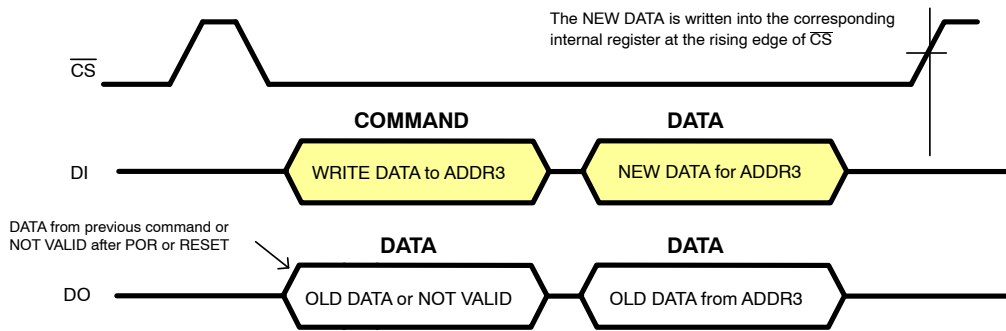 The NEW DATA is written into the corresponding
internal register at the rising edge of C̅S̅
C̅S̅
COMMAND
DATA
DI
WRITE DATA to ADDR3
NEW DATA for ADDR3
DATA from previous command or
NOT VALID after POR or RESET
DATA
DATA
DO
OLD DATA or NOT VALID
OLD DATA from ADDR3